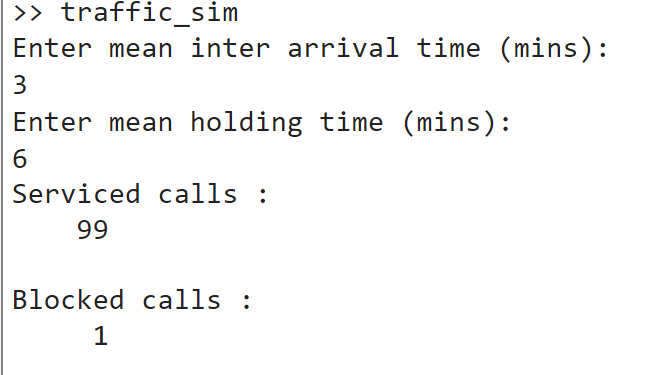 >> traffic_sim
Enter mean inter arrival time (mins):
3
Enter mean holding time (mins):
6
Serviced calls :
99
Blocked calls :
1